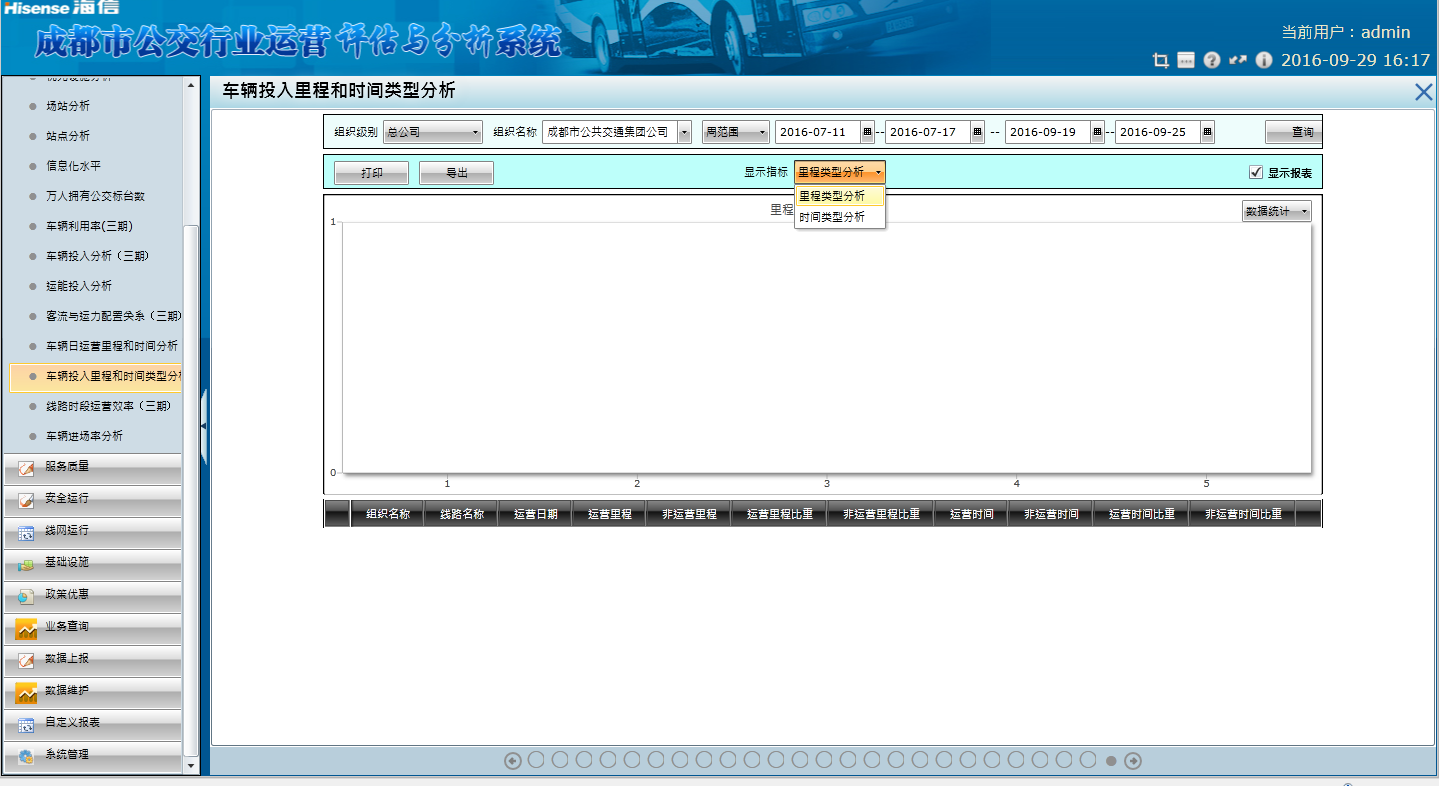 Hisense 海信
成都市公交行业运营评估与分析系统
当前用户：admin
2016-09-29 16:17
场站分析
站点分析
信息化水平
万人拥有公交标台数
车辆利用率(三期)
车辆投入分析（三期）
运能投入分析
客流与运力配置关系（三期）
车辆日运营里程和时间分析
车辆投入里程和时间类型分析
线路时段运营效率（三期）
车辆进场率分析
服务质量
安全运行
线网运行
基础设施
政策优惠
业务查询
数据上报
数据维护
自定义报表
系统管理
车辆投入里程和时间类型分析
组织级别 总公司 组织名称 成都市公共交通集团公司 周范围 2016-07-11 -- 2016-07-17 -- 2016-09-19 -- 2016-09-25 查询
打印 导出 显示指标 里程类型分析 显示报表
里程类型分析
时间类型分析
里程
数据统计
1
0
1 2 3 4 5
组织名称 线路名称 运营日期 运营里程 非运营里程 运营里程比重 非运营里程比重 运营时间 非运营时间 运营时间比重 非运营时间比重